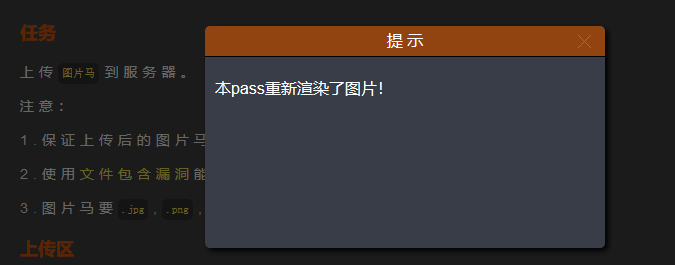 任务
提示
上传 图片马 到服务器。
本pass重新渲染了图片！
注意：
1.保证上传后的图片马
2.使用文件包含漏洞能
3.图片马要 .jpg , .png ,
上传区